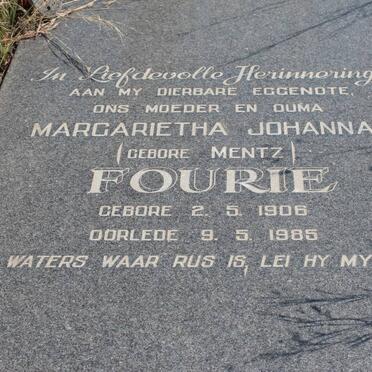 In Liefdevolle Herinnering
AAN MY DIERBARE EGGENOTE
ONS MOEDER EN OUMA
MARGARIETHA JOHANNA
(GEBORE MENTZ)
FOURIE
GEBORE 2. 5. 1906
OORLEDE 9. 5. 1985
WATERS WAAR RUS IS, LEI HY MY